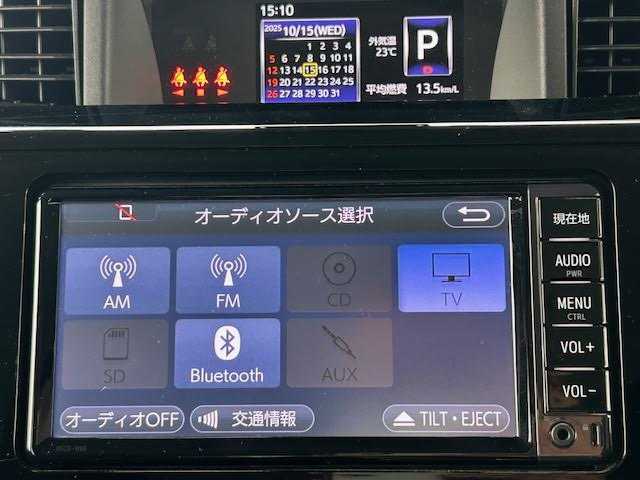 15:10
2025 10/15(WED)
1 2 3 4
5 6 7 8 9 10 11
12 13 14 15 16 17 18
19 20 21 22 23 24 25
26 27 28 29 30 31
外気温
23℃
P
D
平均燃費 13.5km/L
オーディオソース選択
AM FM CD TV
SD Bluetooth AUX
オーディオOFF 交通情報 TILT・EJECT
現在地
AUDIO
PWR
MENU
CTRL
VOL+
VOL-